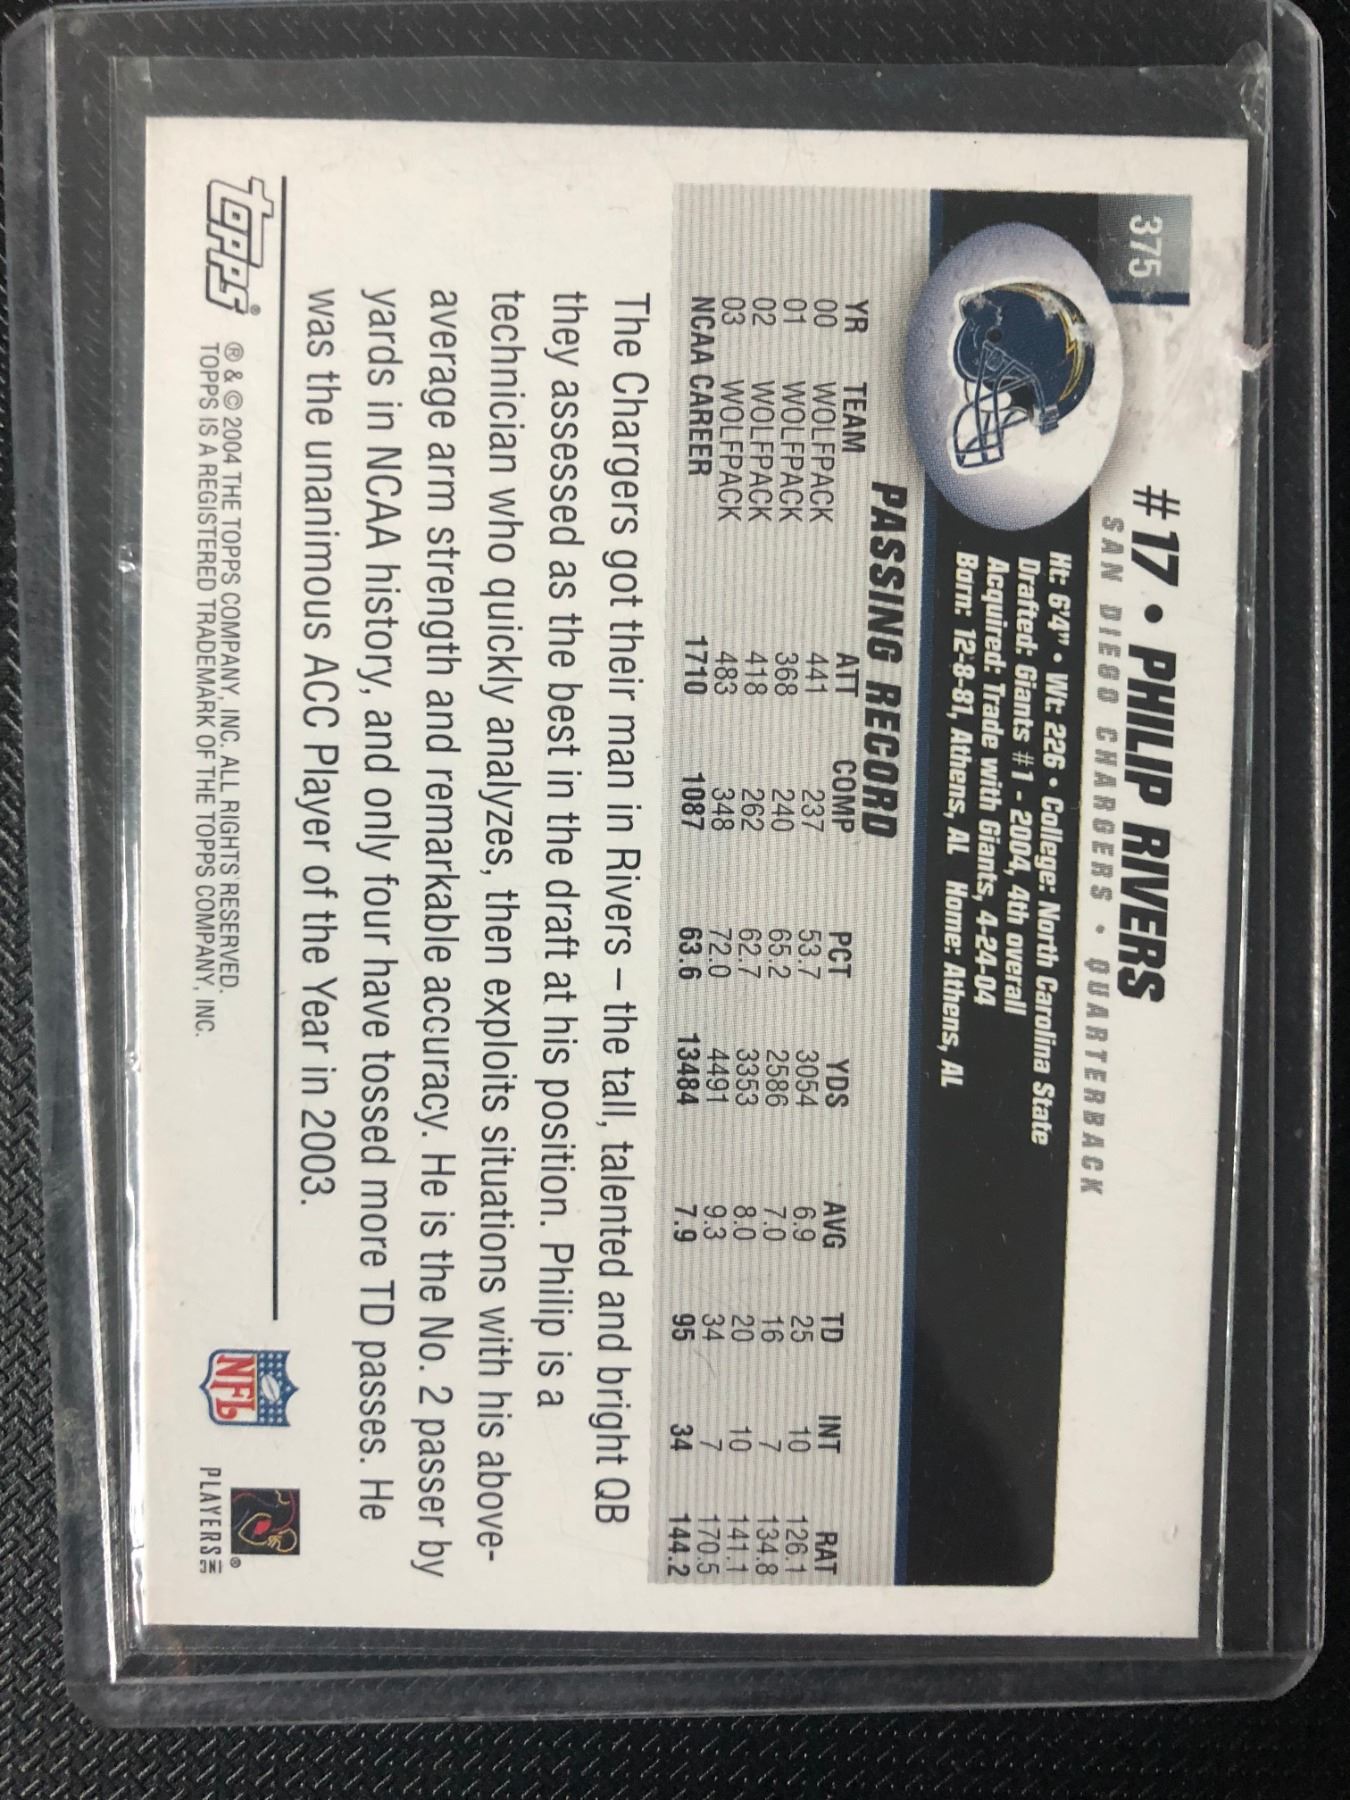 375
#17 • PHILIP RIVERS
SAN DIEGO CHARGERS • QUARTERBACK
Ht: 6'4" • Wt: 226 • College: North Carolina State
Drafted: Giants #1 - 2004, 4th overall
Acquired: Trade with Giants, 4-24-04
Born: 12-8-81, Athens, AL Home: Athens, AL
PASSING RECORD
YR TEAM ATT COMP PCT YDS AVG TD INT RAT
00 WOLFPACK 441 237 53.7 3054 6.9 25 10 126.1
01 WOLFPACK 368 240 65.2 2586 7.0 16 7 134.8
02 WOLFPACK 418 262 62.7 3353 8.0 20 10 141.1
03 WOLFPACK 483 348 72.0 4491 9.3 34 7 170.5
NCAA CAREER 1710 1087 63.6 13484 7.9 95 34 144.2
The Chargers got their man in Rivers – the tall, talented and bright QB
they assessed as the best in the draft at his position. Philip is a
technician who quickly analyzes, then exploits situations with his above-
average arm strength and remarkable accuracy. He is the No. 2 passer by
yards in NCAA history, and only four have tossed more TD passes. He
was the unanimous ACC Player of the Year in 2003.
topps®
® & © 2004 THE TOPPS COMPANY, INC. ALL RIGHTS RESERVED.
TOPPS IS A REGISTERED TRADEMARK OF THE TOPPS COMPANY, INC.
NFL
®
PLAYERS INC